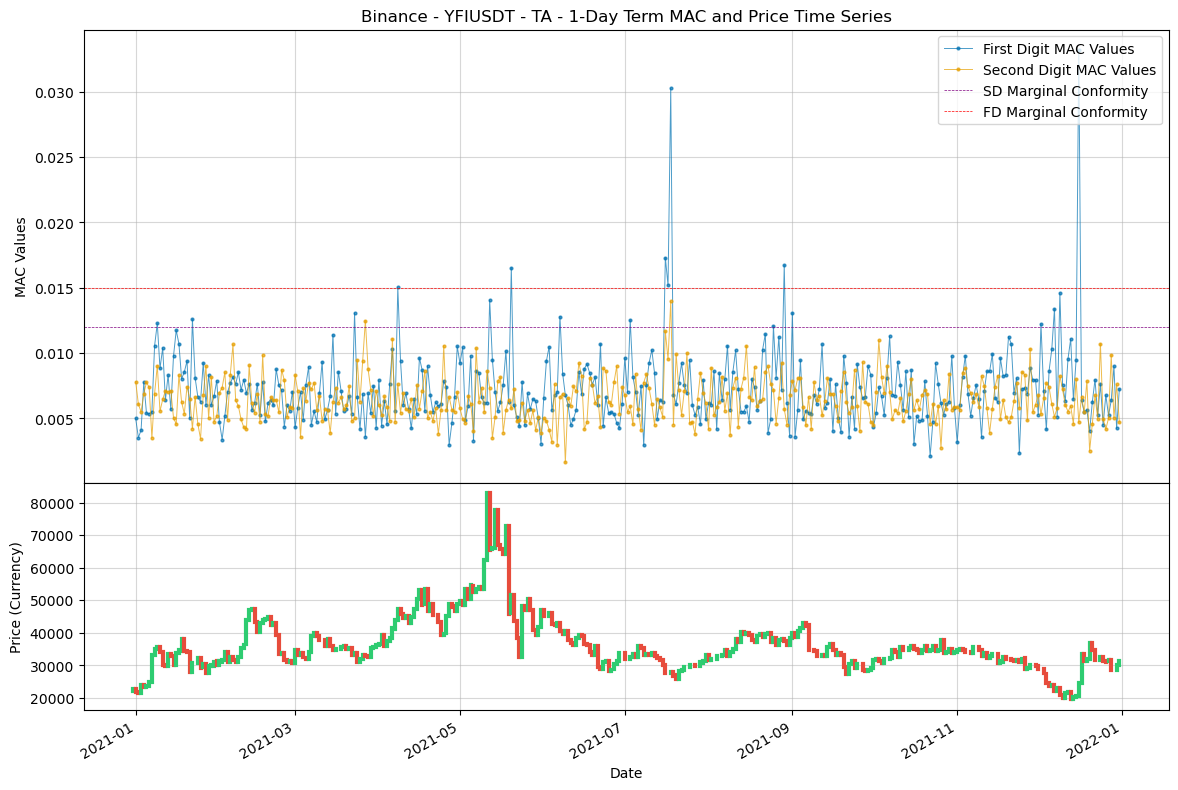 Binance - YFIUSDT - TA - 1-Day Term MAC and Price Time Series
First Digit MAC Values
Second Digit MAC Values
SD Marginal Conformity
FD Marginal Conformity
MAC Values
0.030
0.025
0.020
0.015
0.010
0.005
Price (Currency)
80000
70000
60000
50000
40000
30000
20000
2021-01
2021-03
2021-05
2021-07
2021-09
2021-11
2022-01
Date